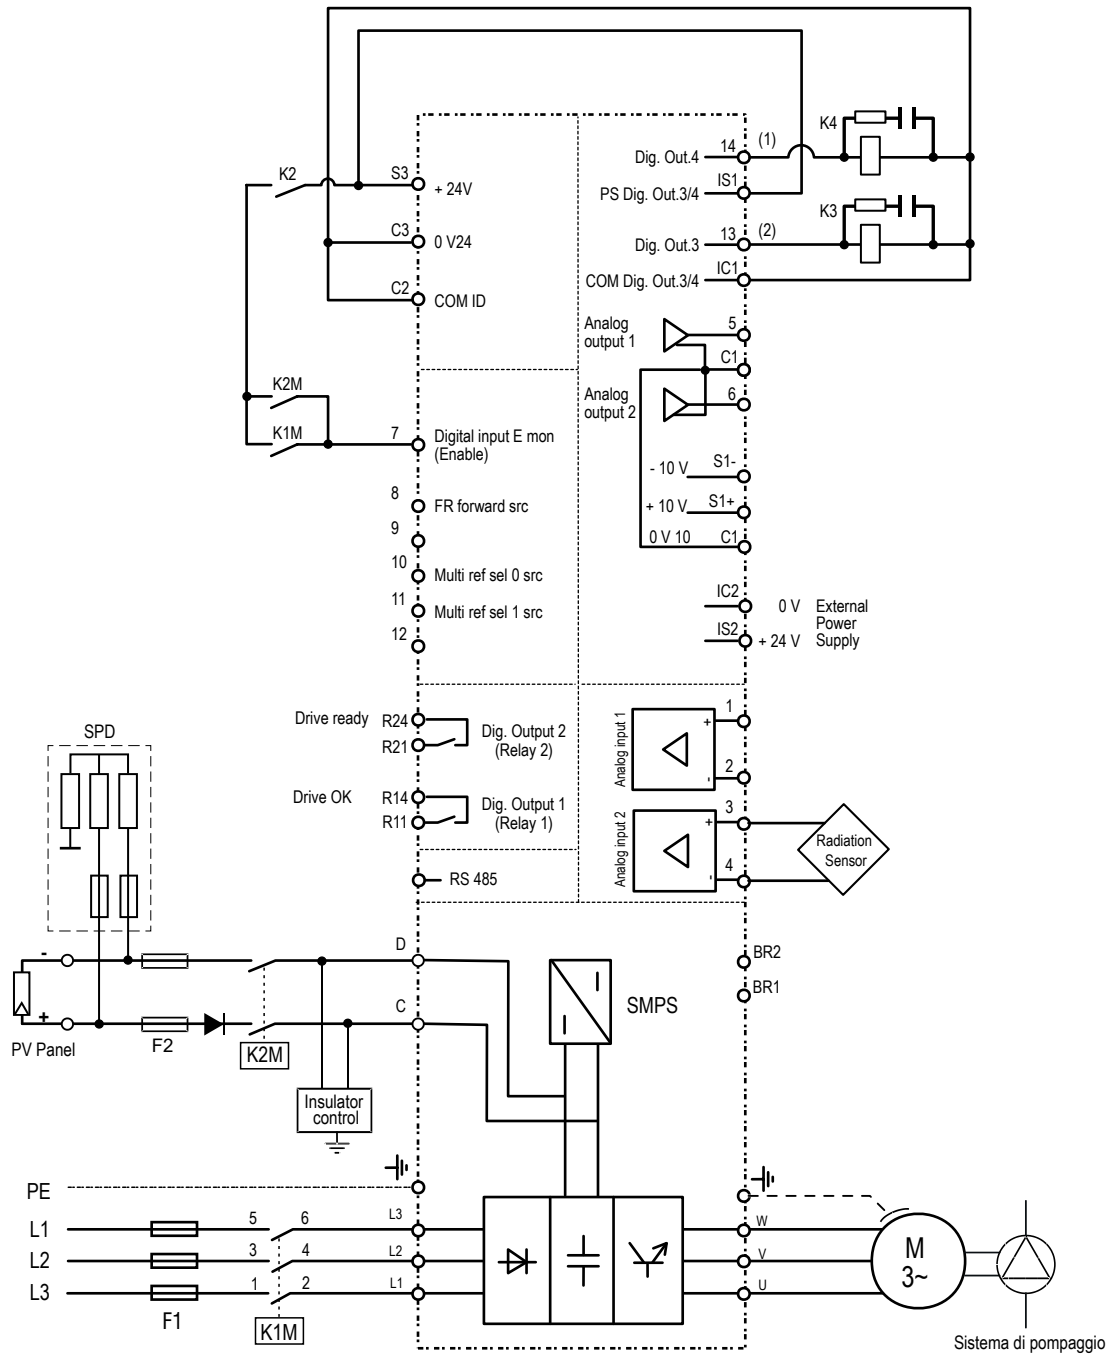 K4
14
(1)
Dig. Out.4
K2
S3
+ 24V
IS1
PS Dig. Out.3/4
K3
C3
0 V24
13
(2)
Dig. Out.3
IC1
COM Dig. Out.3/4
C2
COM ID
Analog
output 1
5
C1
K2M
Analog
output 2
6
K1M
7
Digital input E mon
(Enable)
- 10 V
S1-
8
FR forward src
+ 10 V
S1+
9
0 V 10
C1
10
Multi ref sel 0 src
11
Multi ref sel 1 src
IC2
0 V
External
Power
Supply
12
IS2
+ 24 V
Drive ready
R24
R21
Dig. Output 2
(Relay 2)
Analog input 1
+
-
1
2
SPD
Drive OK
R14
R11
Dig. Output 1
(Relay 1)
Analog input 2
+
-
3
4
Radiation
Sensor
RS 485
-
D
BR2
BR1
SMPS
+
C
PV Panel
F2
K2M
Insulator
control
PE
L1
5
6
L3
W
L2
3
4
L2
V
L3
1
2
L1
U
M
3~
F1
K1M
Sistema di pompaggio